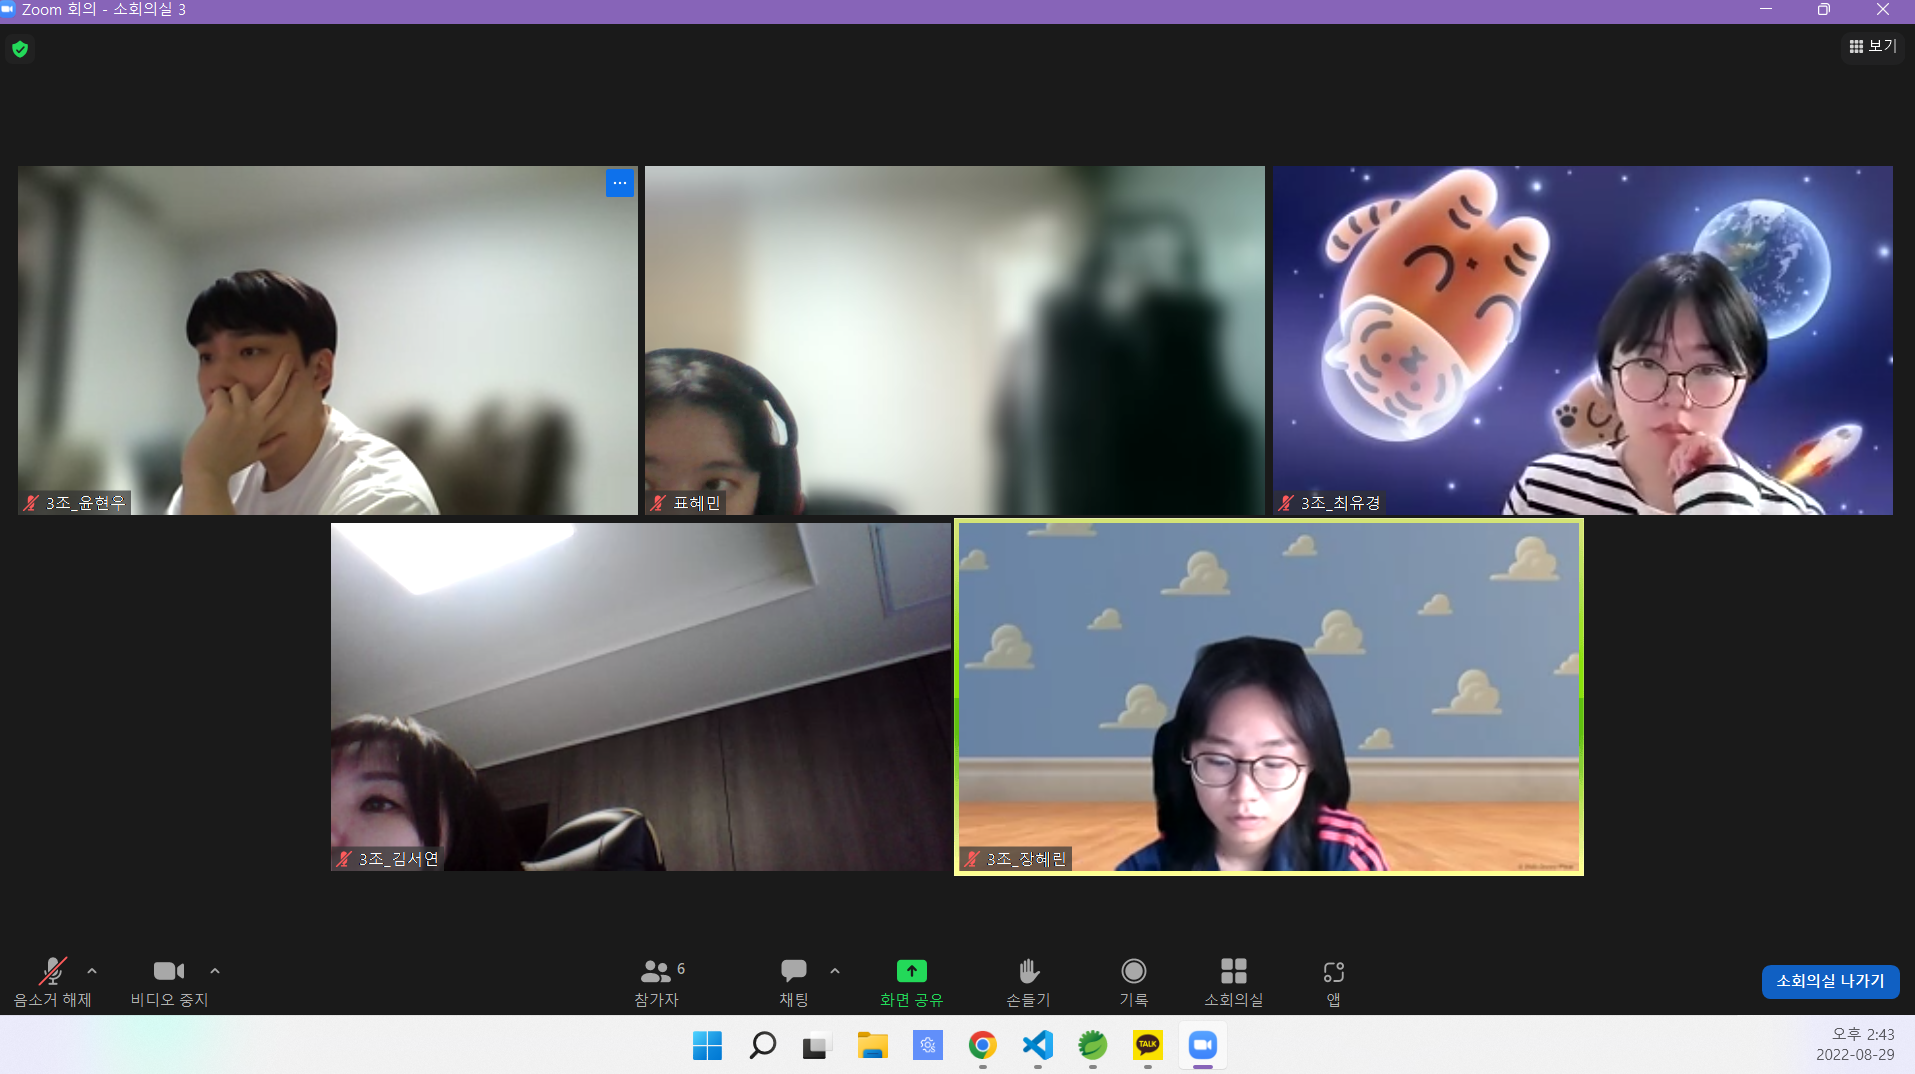 Zoom 회의 - 소회의실 3
보기
3조_윤현우
표혜민
3조_최유경
3조_김서연
3조_장혜린
음소거 해제
비디오 중지
6
참가자
채팅
화면 공유
손들기
기록
소회의실
앱
소회의실 나가기
TALK
오후 2:43
2022-08-29